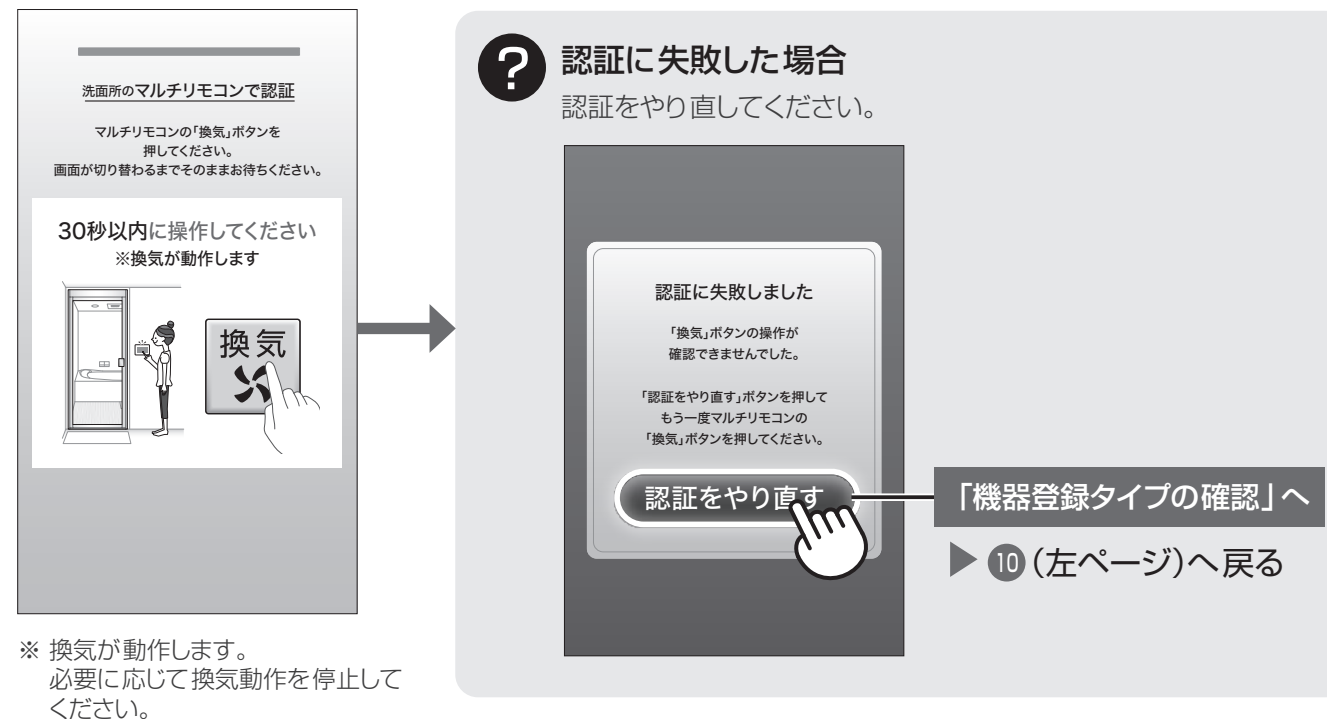 洗面所のマルチリモコンで認証
マルチリモコンの「換気」ボタンを
押してください。
画面が切り替わるまでそのままお待ちください。
30秒以内に操作してください
※換気が動作します
換気
※ 換気が動作します。
必要に応じて換気動作を停止して
ください。
?
認証に失敗した場合
認証をやり直してください。
認証に失敗しました
「換気」ボタンの操作が
確認できませんでした。
「認証をやり直す」ボタンを押して
もう一度マルチリモコンの
「換気」ボタンを押してください。
認証をやり直す
「機器登録タイプの確認」へ
▶ ⑩(左ページ)へ戻る